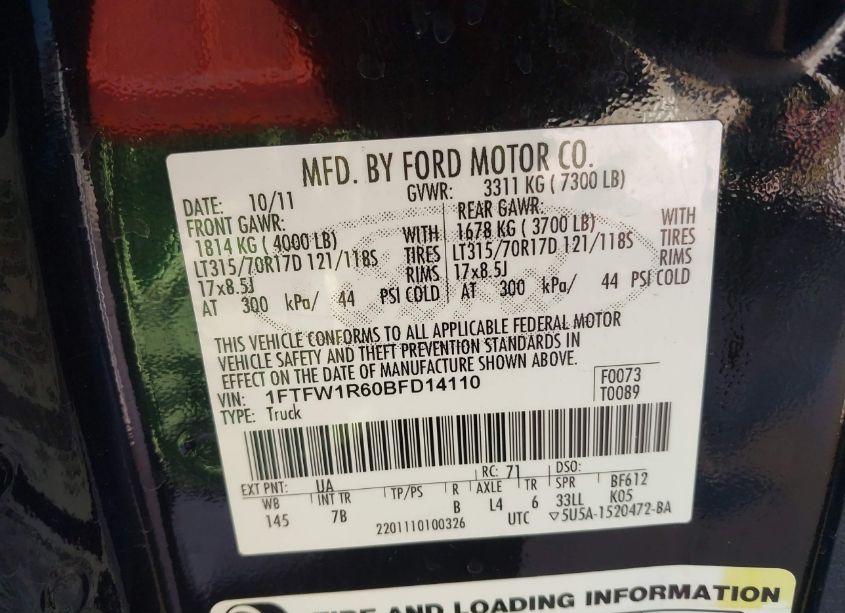 MFD. BY FORD MOTOR CO.
DATE: 10/11 GVWR: 3311 KG ( 7300 LB)
FRONT GAWR: REAR GAWR:
1814 KG ( 4000 LB) WITH 1678 KG ( 3700 LB) WITH
LT315/70R17D 121/118S TIRES LT315/70R17D 121/118S TIRES
17x8.5J RIMS 17x8.5J RIMS
AT 300 kPa/ 44 PSI COLD AT 300 kPa/ 44 PSI COLD
THIS VEHICLE CONFORMS TO ALL APPLICABLE FEDERAL MOTOR
VEHICLE SAFETY AND THEFT PREVENTION STANDARDS IN
EFFECT ON THE DATE OF MANUFACTURE SHOWN ABOVE.
VIN: 1FTFW1R60BFD14110 F0073
TYPE: Truck T0089
EXT PNT: UA RC: 71 DSO:
WB INT TR TP/PS R AXLE TR SPR BF612
145 7B B L4 6 33LL K05
2201110100326 UTC ▽5U5A-1520472-BA
TIRE AND LOADING INFORMATION